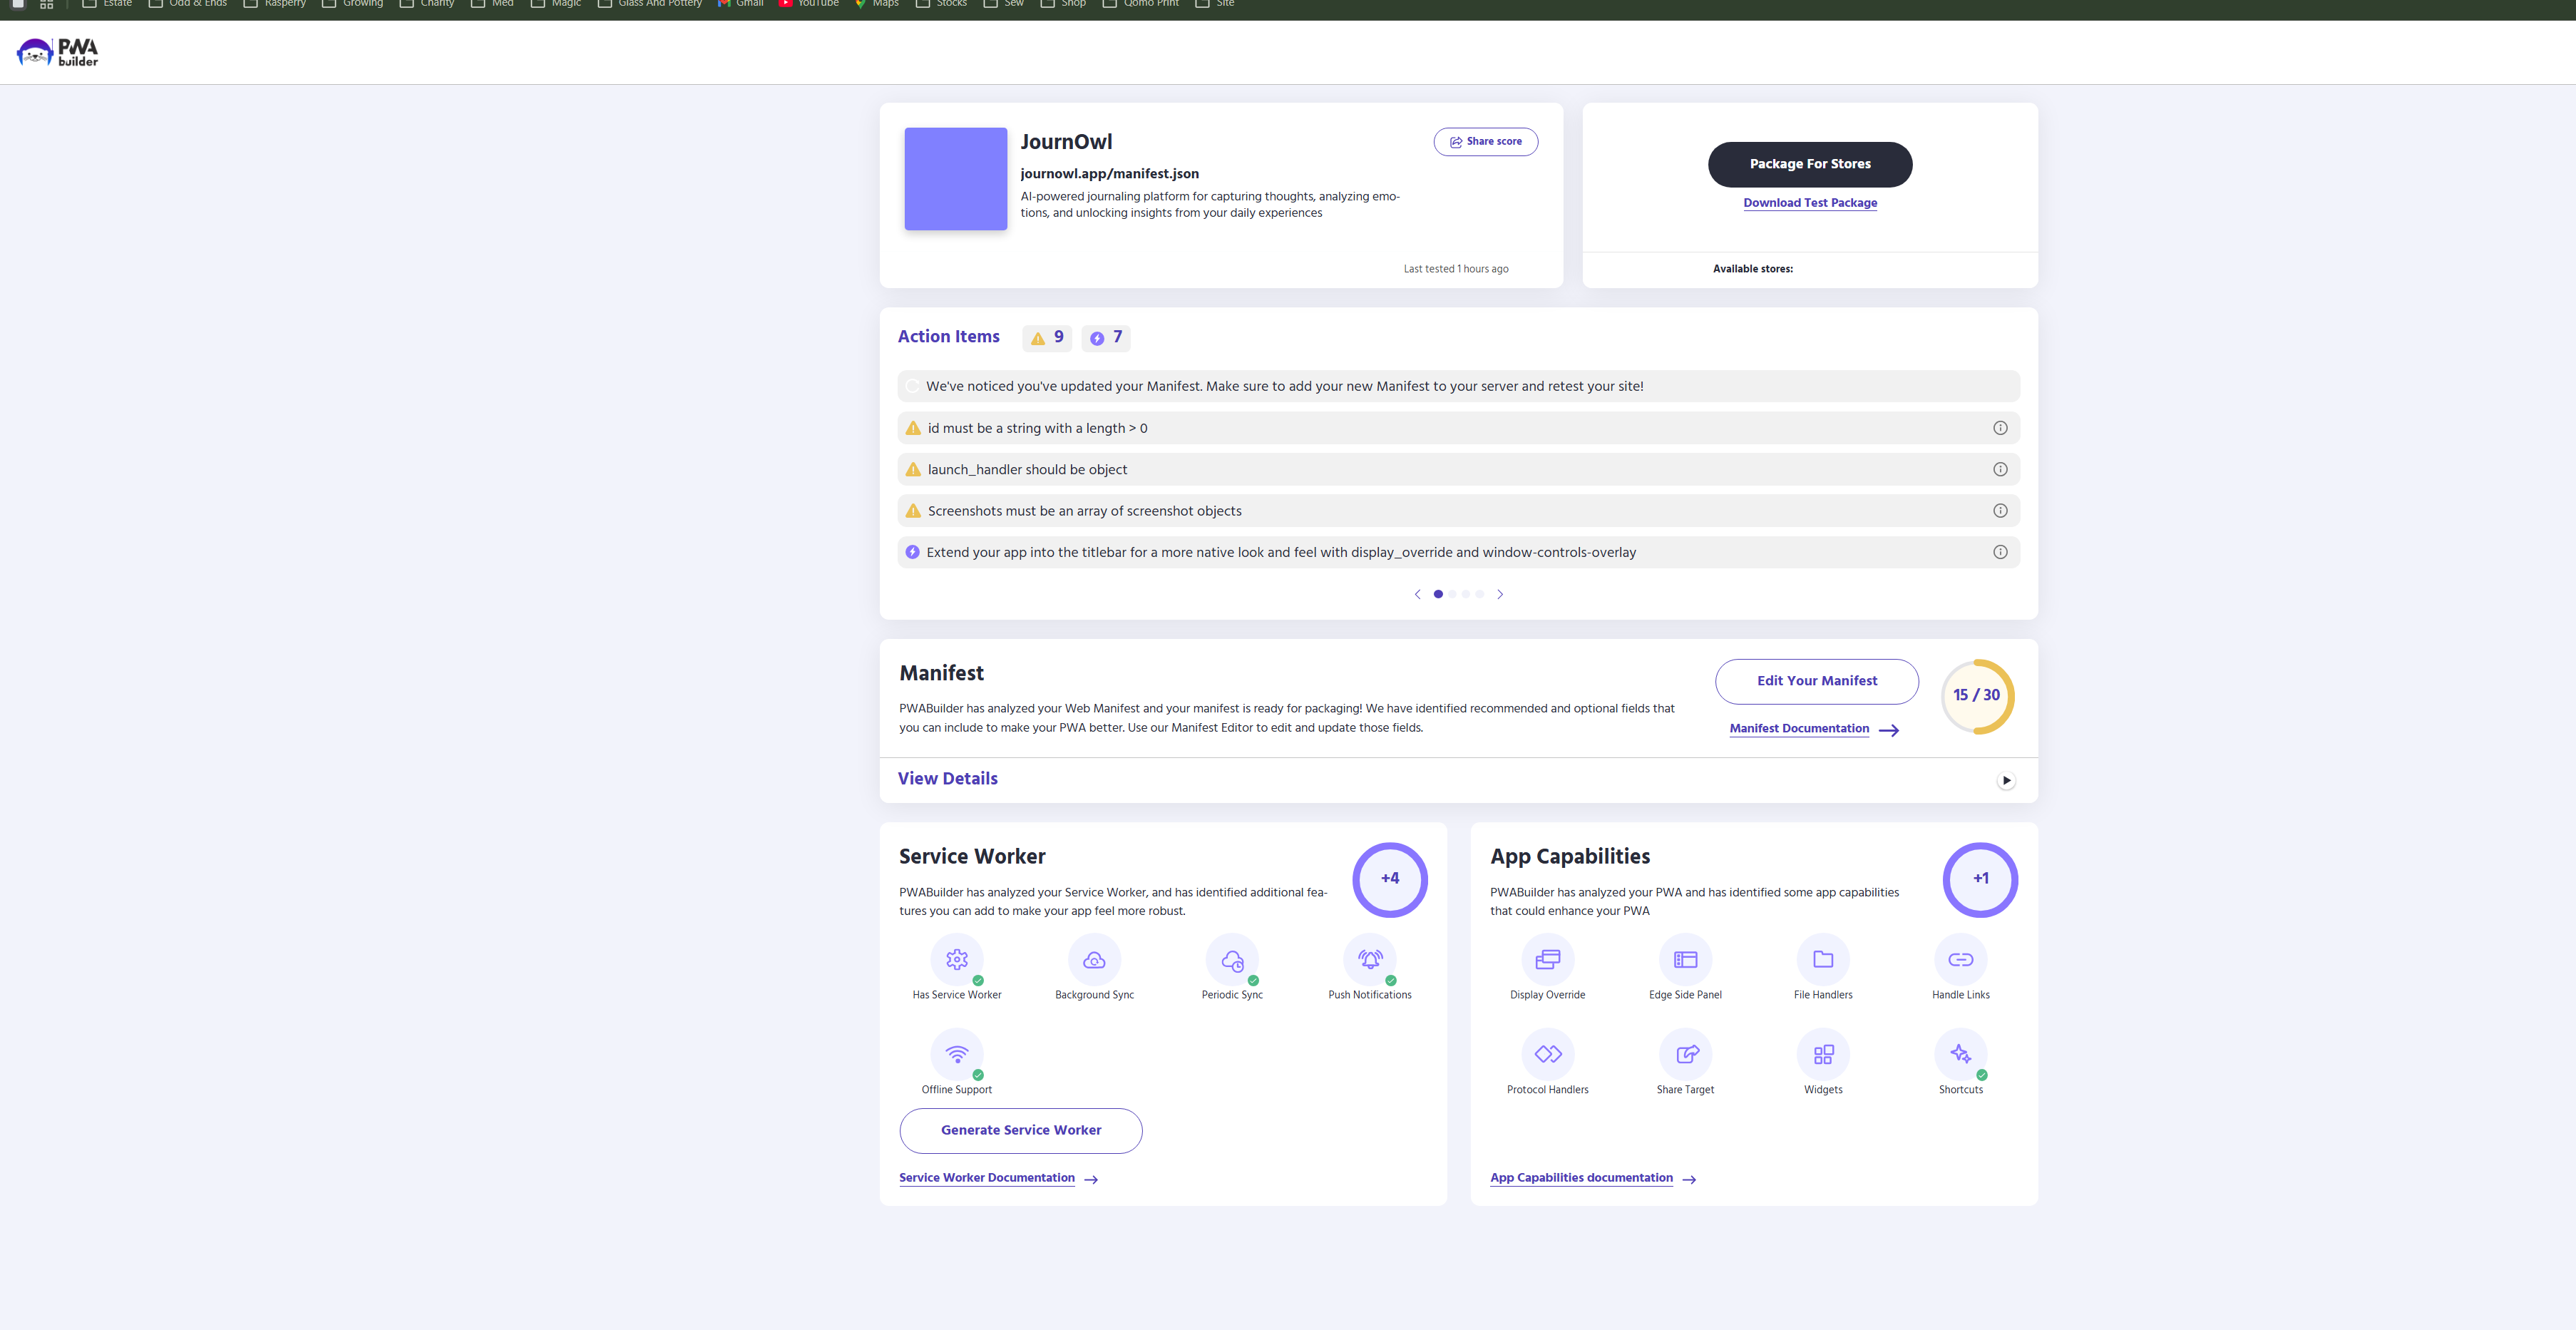 Estate Odd & Ends Rasperry Growing Charity Med Magic Glass And Pottery Gmail YouTube Maps Stocks Sew Shop Qomo Print Site
PWA
builder
JournOwl
Share score
journowl.app/manifest.json
AI-powered journaling platform for capturing thoughts, analyzing emo-
tions, and unlocking insights from your daily experiences
Last tested 1 hours ago
Package For Stores
Download Test Package
Available stores:
Action Items 9 7
We've noticed you've updated your Manifest. Make sure to add your new Manifest to your server and retest your site!
id must be a string with a length > 0
launch_handler should be object
Screenshots must be an array of screenshot objects
Extend your app into the titlebar for a more native look and feel with display_override and window-controls-overlay
Manifest
PWABuilder has analyzed your Web Manifest and your manifest is ready for packaging! We have identified recommended and optional fields that
you can include to make your PWA better. Use our Manifest Editor to edit and update those fields.
Edit Your Manifest
Manifest Documentation
15 / 30
View Details
Service Worker
PWABuilder has analyzed your Service Worker, and has identified additional fea-
tures you can add to make your app feel more robust.
+4
Has Service Worker Background Sync Periodic Sync Push Notifications
Offline Support
Generate Service Worker
Service Worker Documentation
App Capabilities
PWABuilder has analyzed your PWA and has identified some app capabilities
that could enhance your PWA
+1
Display Override Edge Side Panel File Handlers Handle Links
Protocol Handlers Share Target Widgets Shortcuts
App Capabilities documentation